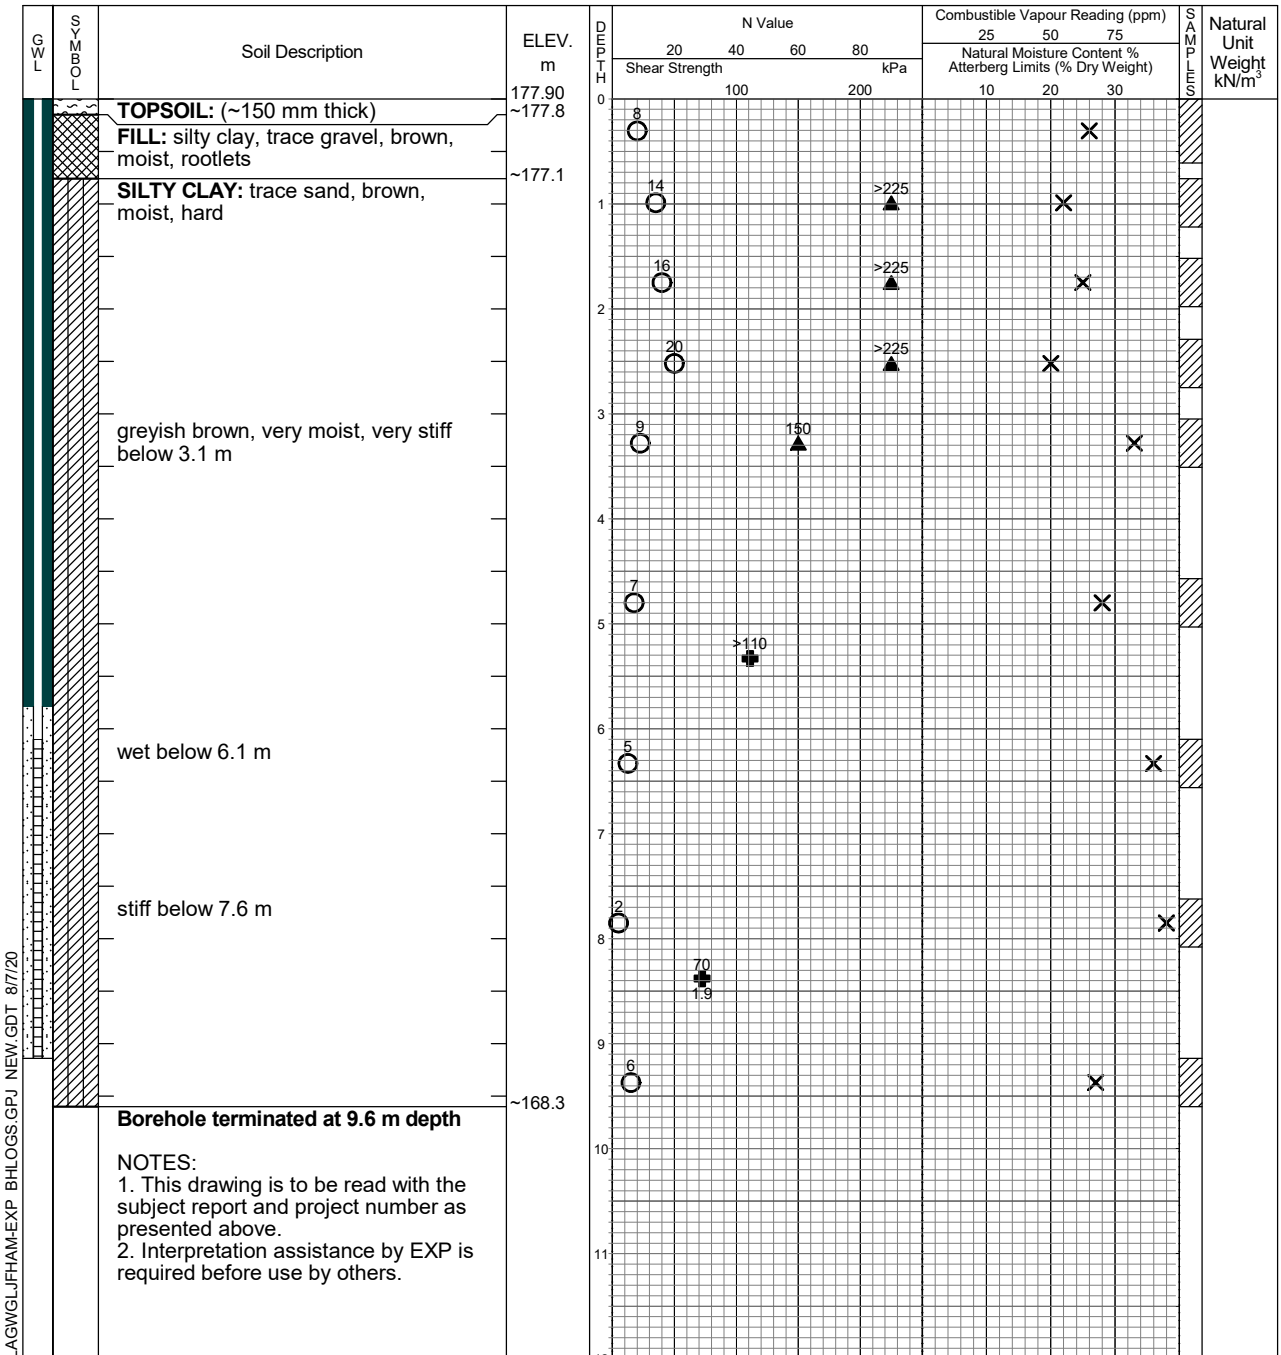 GWL
SYMBOL
Soil Description
ELEV.
m
177.90
DEPTH
N Value
20 40 60 80
Shear Strength kPa
100 200
Combustible Vapour Reading (ppm)
25 50 75
Natural Moisture Content %
Atterberg Limits (% Dry Weight)
10 20 30
SAMPLES
Natural
Unit
Weight
kN/m³
TOPSOIL: (~150 mm thick)
~177.8
0
8
FILL: silty clay, trace gravel, brown,
moist, rootlets
~177.1
SILTY CLAY: trace sand, brown,
moist, hard
14
>225
1
16
>225
2
20
>225
3
greyish brown, very moist, very stiff
below 3.1 m
9
150
4
7
5
>110
6
wet below 6.1 m
5
7
stiff below 7.6 m
2
8
70
1.9
9
6
~168.3
Borehole terminated at 9.6 m depth
10
NOTES:
1. This drawing is to be read with the
subject report and project number as
presented above.
2. Interpretation assistance by EXP is
required before use by others.
11
LAGWGLJFHAM-EXP BHLOGS.GPJ NEW.GDT 8/7/20